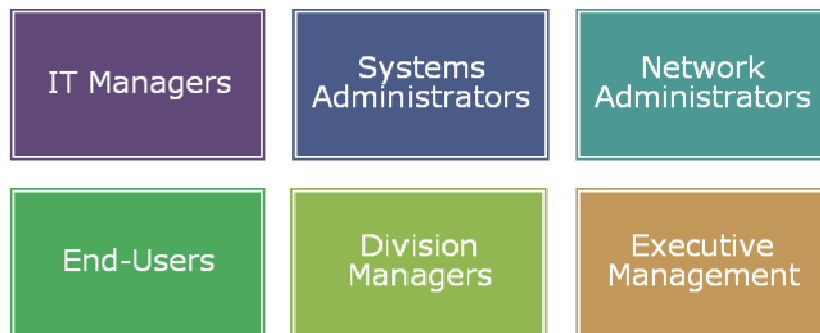 IT Managers
Systems
Administrators
Network
Administrators
End-Users
Division
Managers
Executive
Management